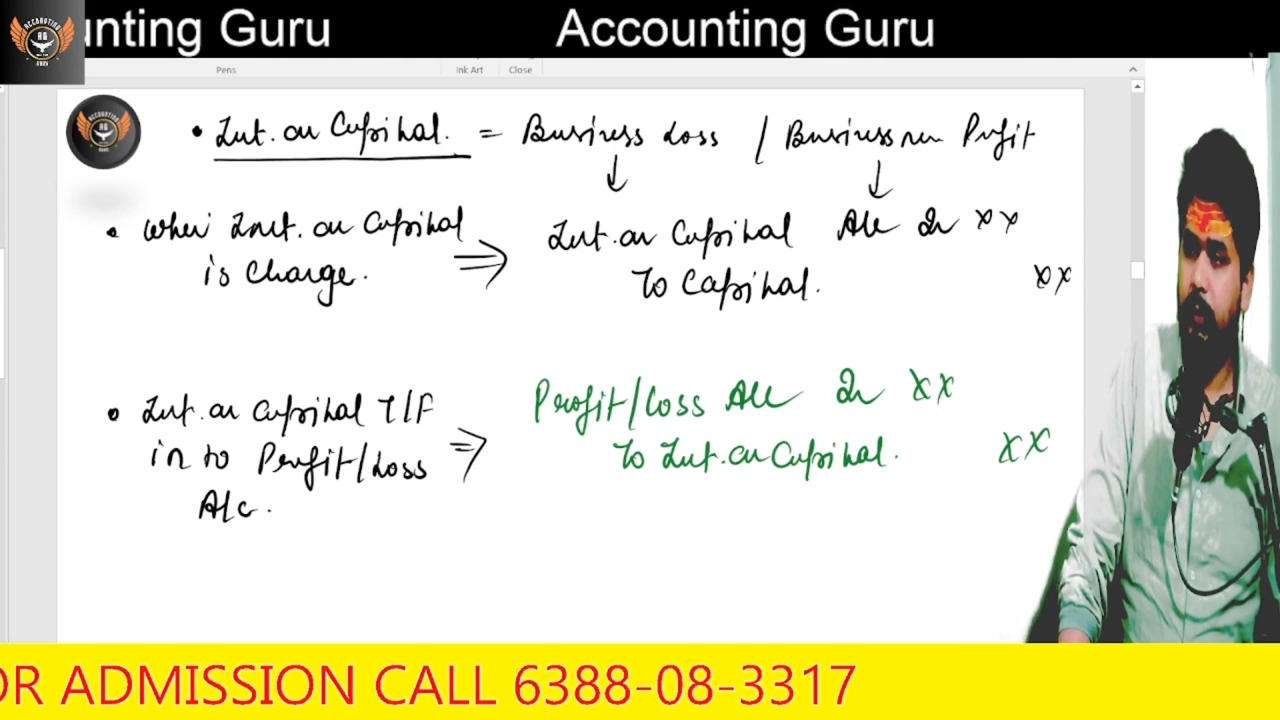 unting Guru
Accounting Guru
Pens
Ink Art
Close
• Int. on Capital. = Business Loss / Business Profit
• When Int. on Capital is Charge. ⇒
Int. on Capital A/c Dr xx
To Capital. xx
• Int. on Capital T/F in to Profit/Loss A/c. ⇒
Profit/Loss A/c Dr xx
To Int. on Capital. xx
OR ADMISSION CALL 6388-08-3317